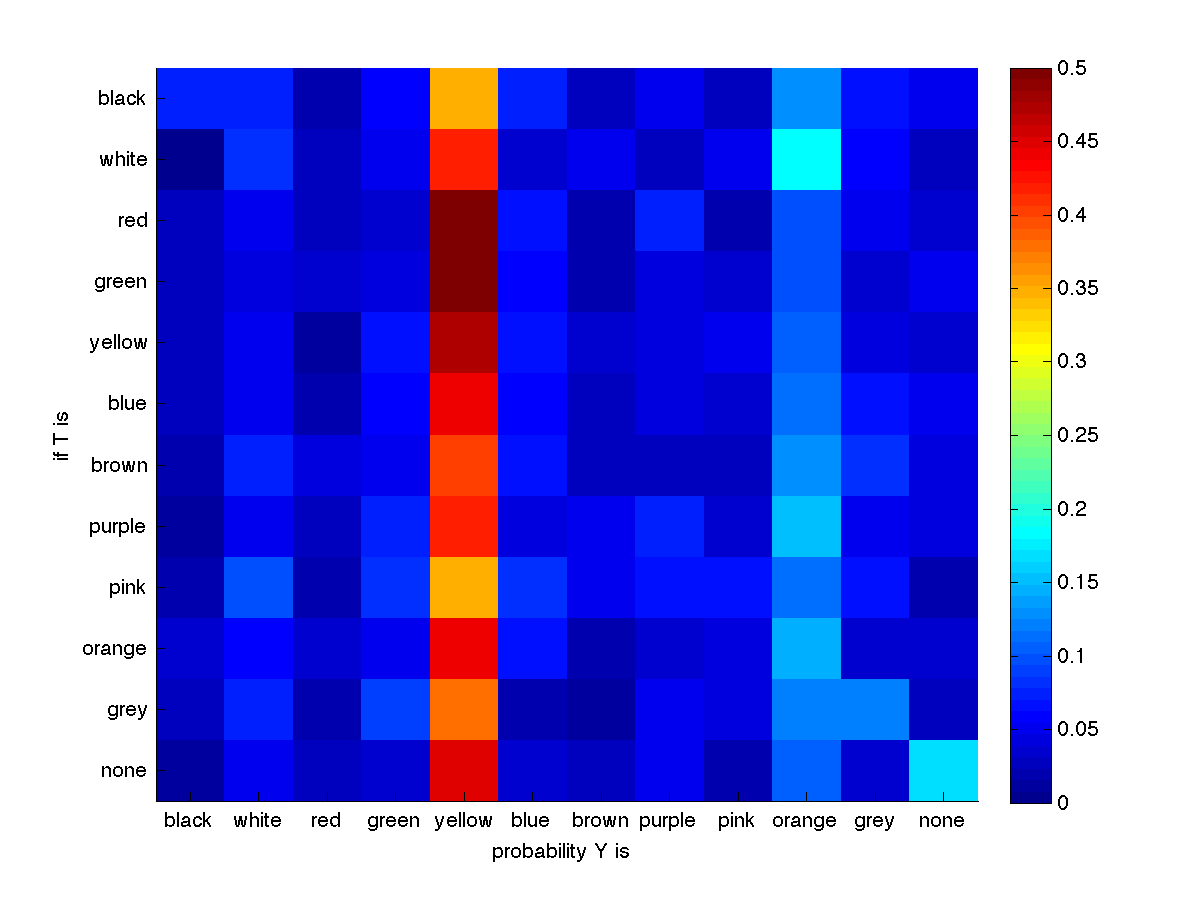 black
white
red
green
yellow
blue
brown
purple
pink
orange
grey
none
if T is
black white red green yellow blue brown purple pink orange grey none
probability Y is
0.5
0.45
0.4
0.35
0.3
0.25
0.2
0.15
0.1
0.05
0